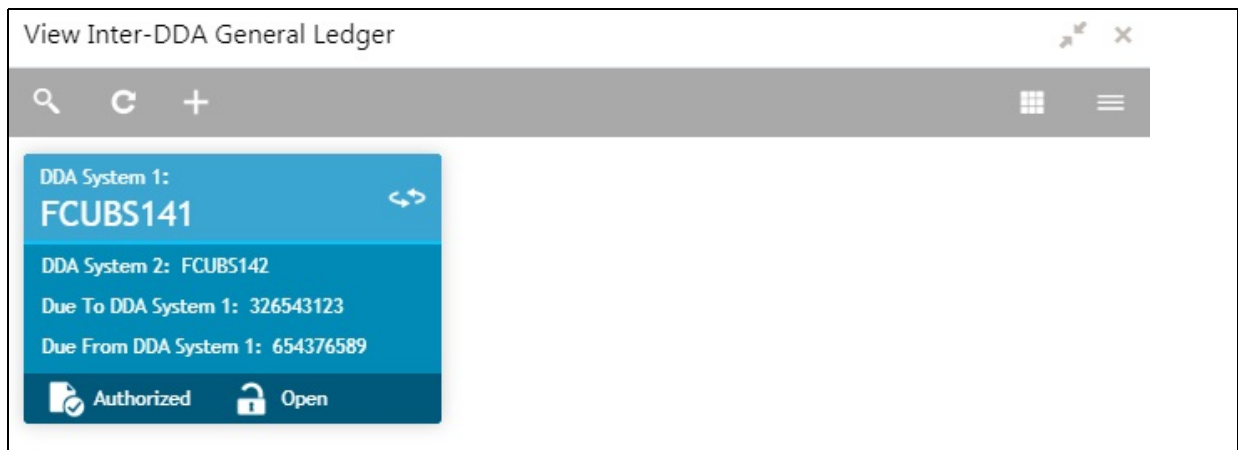 View Inter-DDA General Ledger
DDA System 1:
FCUBS141
DDA System 2: FCUBS142
Due To DDA System 1: 326543123
Due From DDA System 1: 654376589
Authorized Open